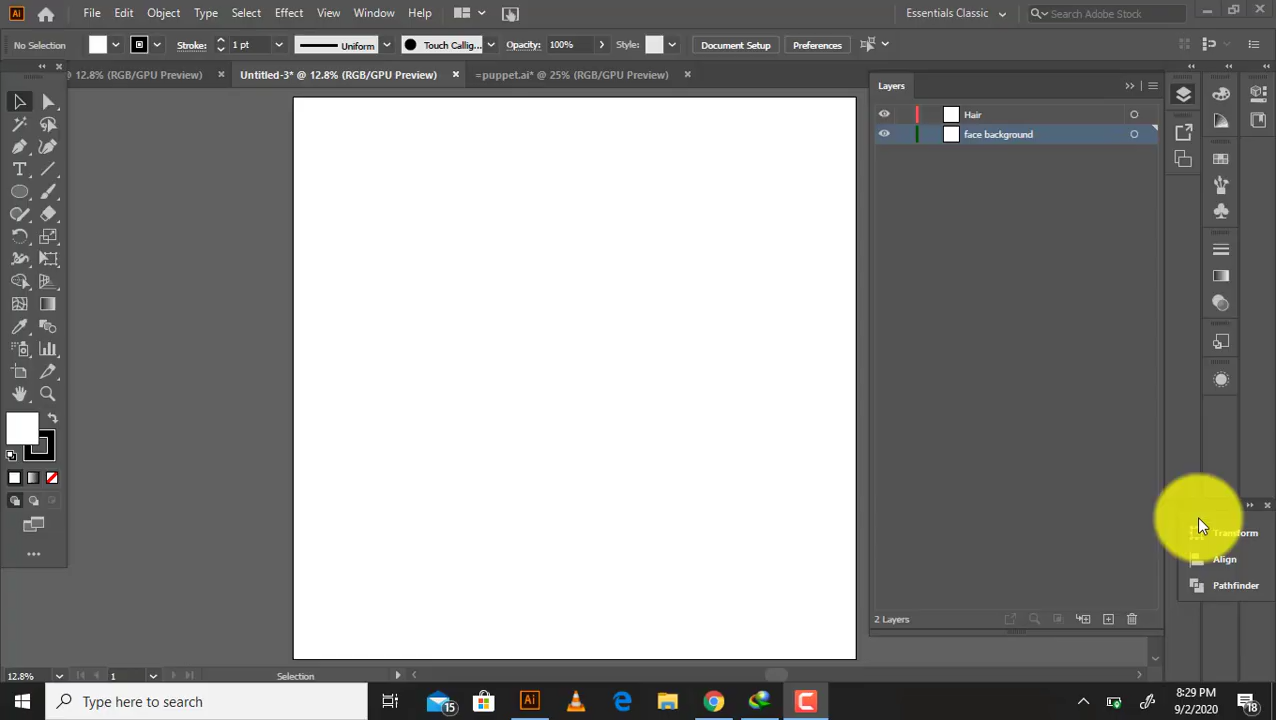 Ai File Edit Object Type Select Effect View Window Help Essentials Classic Search Adobe Stock
No Selection Stroke: 1 pt Uniform Touch Callig... Opacity: 100% Style: Document Setup Preferences
@ 12.8% (RGB/GPU Preview) Untitled-3* @ 12.8% (RGB/GPU Preview) =puppet.ai* @ 25% (RGB/GPU Preview)
Layers
Hair
face background
Transform
Align
Pathfinder
2 Layers
12.8% 1 Selection
Type here to search 15 Ai 8:29 PM
9/2/2020 18